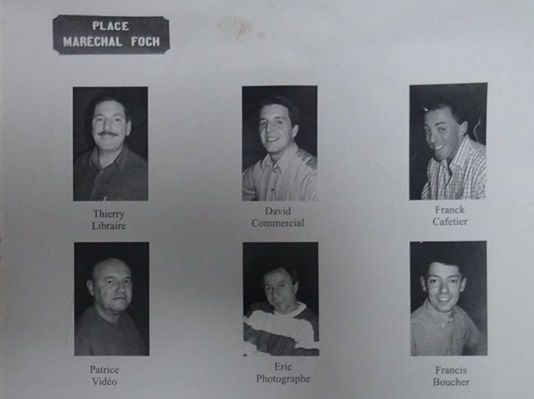 PLACE
MARÉCHAL FOCH
Thierry
Libraire
David
Commercial
Franck
Cafetier
Patrice
Vidéo
Eric
Photographe
Francis
Boucher